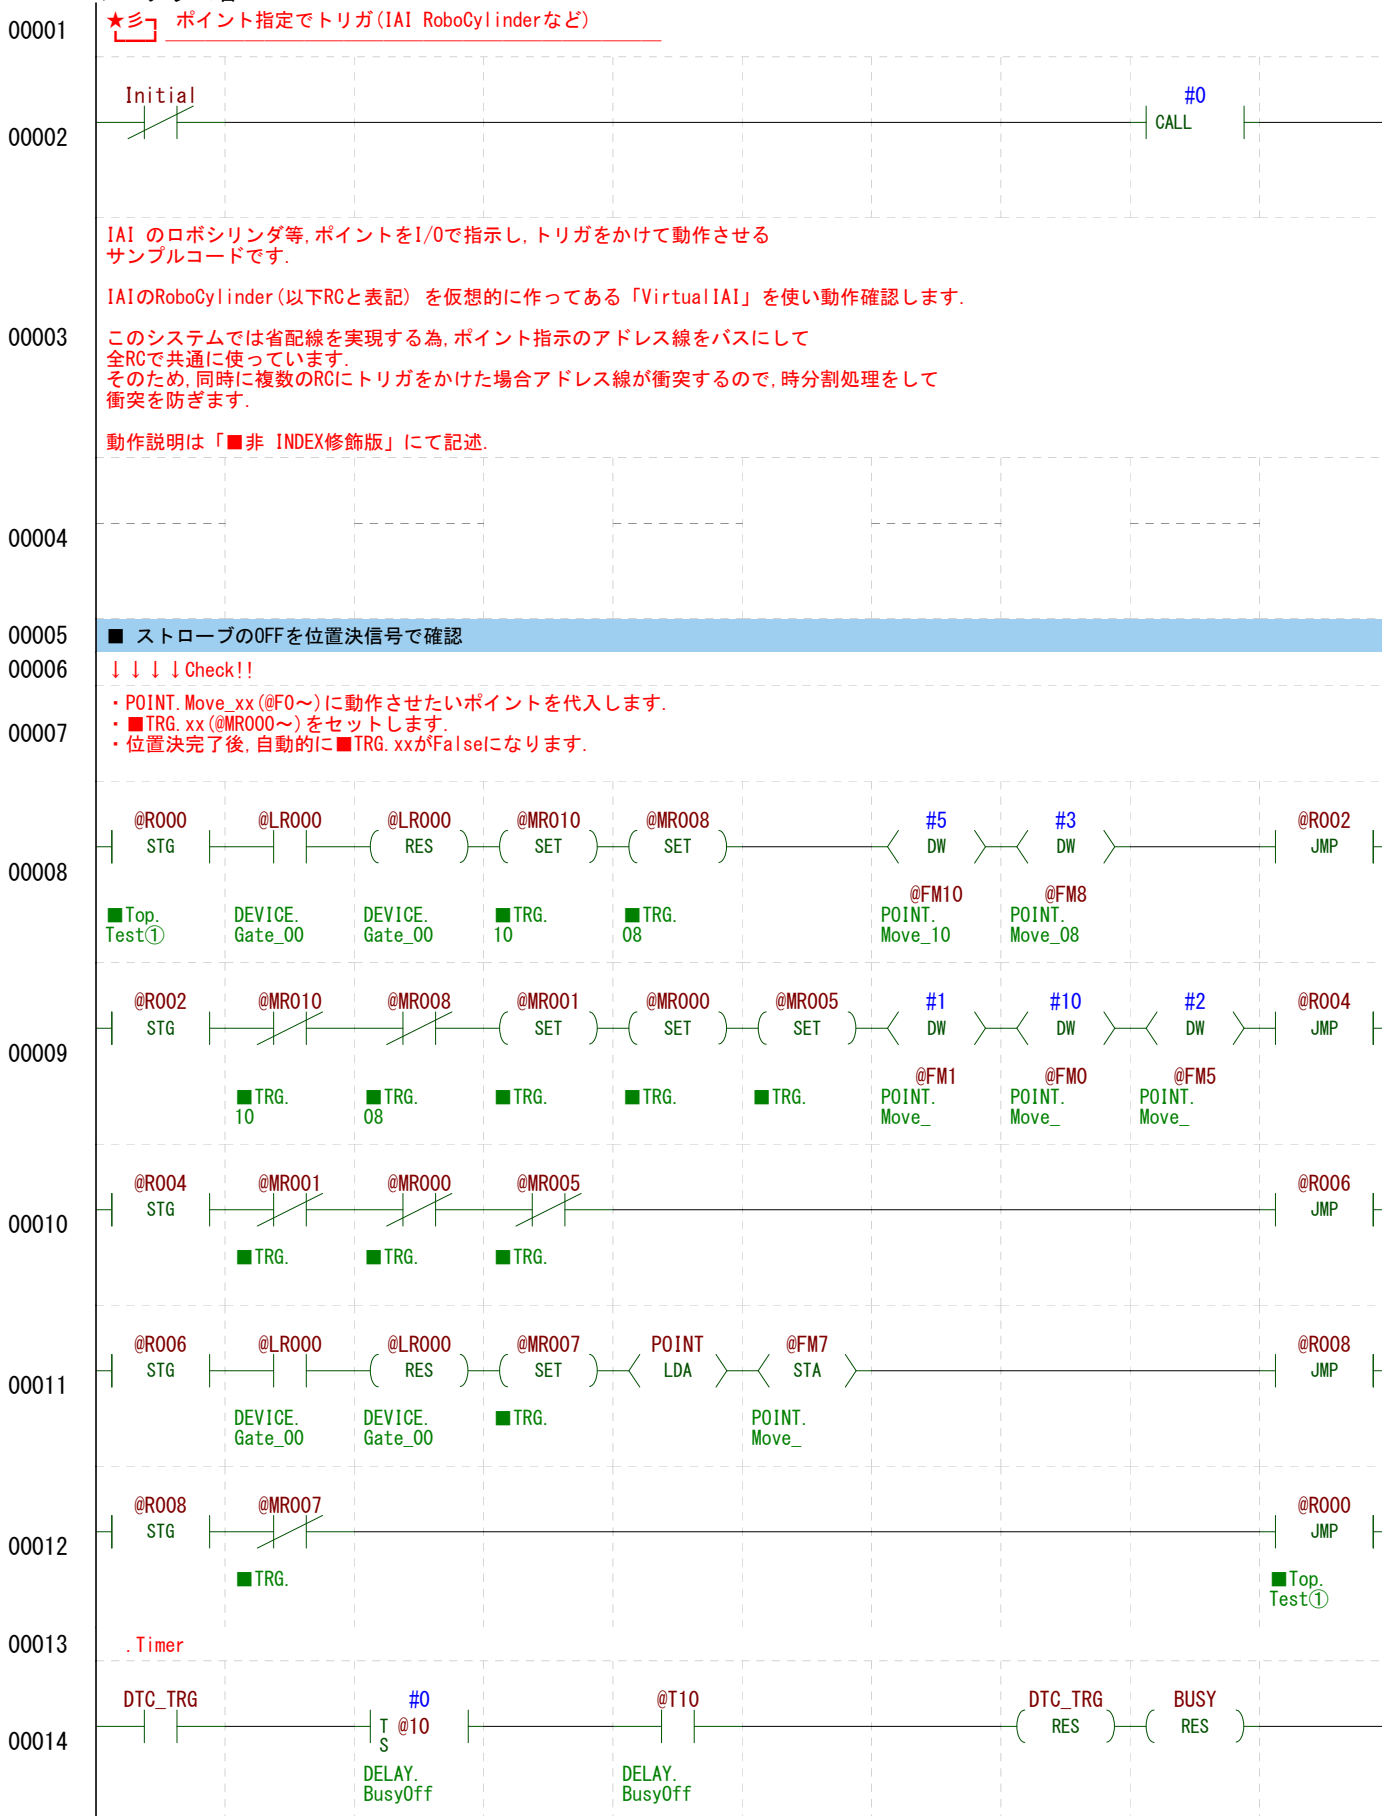 00001
★彡┓ ポイント指定でトリガ(IAI RoboCylinderなど)
Initial
#0
CALL
00002
IAI のロボシリンダ等,ポイントをI/Oで指示し,トリガをかけて動作させる
サンプルコードです.
IAIのRoboCylinder(以下RCと表記) を仮想的に作ってある「VirtualIAI」を使い動作確認します.
00003
このシステムでは省配線を実現する為,ポイント指示のアドレス線をバスにして
全RCで共通に使っています.
そのため,同時に複数のRCにトリガをかけた場合アドレス線が衝突するので,時分割処理をして
衝突を防ぎます.
動作説明は「■非 INDEX修飾版」にて記述.
00004
00005 ■ ストローブのOFFを位置決信号で確認
00006 ↓↓↓↓Check!!
・POINT.Move_xx(@F0～)に動作させたいポイントを代入します.
00007 ・■TRG.xx(@MR000～)をセットします.
・位置決完了後,自動的に■TRG.xxがFalseになります.
@R000 @LR000 @LR000 @MR010 @MR008 #5 #3 @R002
STG RES SET SET DW DW JMP
00008
@FM10 @FM8
■Top. DEVICE. DEVICE. ■TRG. ■TRG. POINT. POINT.
Test① Gate_00 Gate_00 10 08 Move_10 Move_08
@R002 @MR010 @MR008 @MR001 @MR000 @MR005 #1 #10 #2 @R004
STG SET SET SET DW DW DW JMP
00009
@FM1 @FM0 @FM5
■TRG. ■TRG. ■TRG. ■TRG. ■TRG. POINT. POINT. POINT.
10 08 Move_ Move_ Move_
@R004 @MR001 @MR000 @MR005 @R006
STG JMP
00010
■TRG. ■TRG. ■TRG.
@R006 @LR000 @LR000 @MR007 POINT @FM7 @R008
STG RES SET LDA STA JMP
00011
DEVICE. DEVICE. ■TRG. POINT.
Gate_00 Gate_00 Move_
@R008 @MR007 @R000
STG JMP
00012
■TRG. ■Top.
Test①
00013 .Timer
DTC_TRG #0 @T10 DTC_TRG BUSY
T @10 RES RES
S
00014
DELAY. DELAY.
BusyOff BusyOff